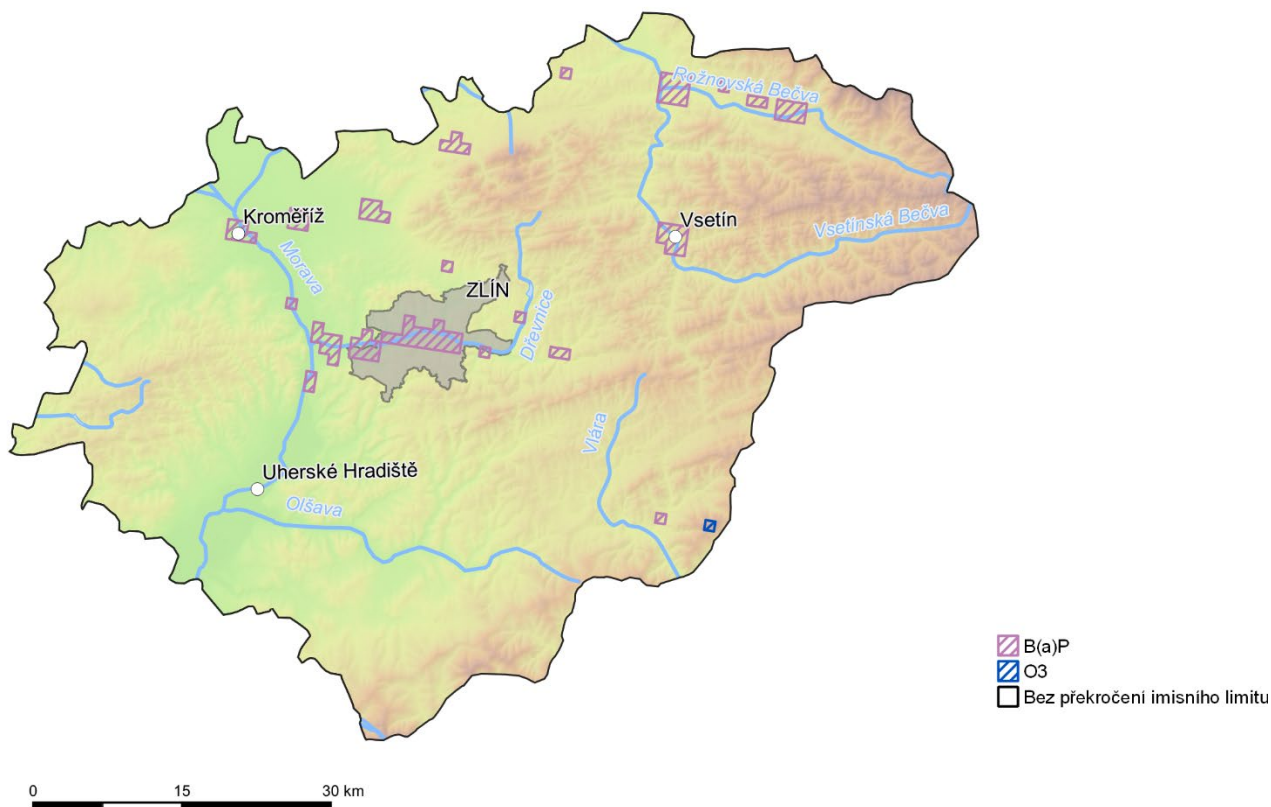 Rožnovská Bečva
Kroměříž
Vsetín
Vsetínská Bečva
Morava
ZLÍN
Dřevnice
Vlára
Uherské Hradiště
Olšava
B(a)P
O3
Bez překročení imisního limitu
0 15 30 km